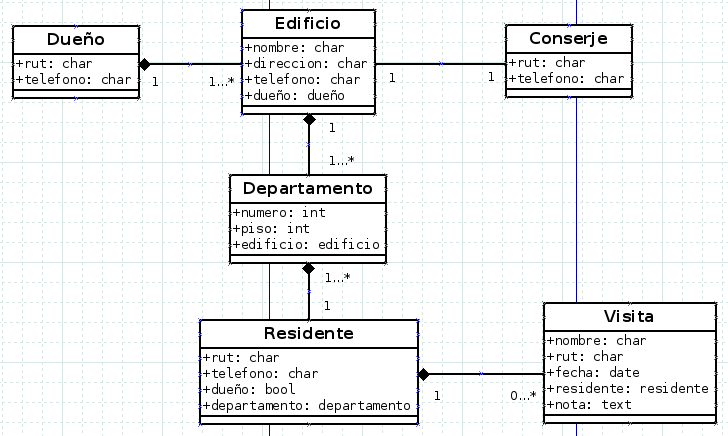 Dueño
+rut: char
+telefono: char
1
1...*
Edificio
+nombre: char
+direccion: char
+telefono: char
+dueño: dueño
1
1
Conserje
+rut: char
+telefono: char
1
1...*
Departamento
+numero: int
+piso: int
+edificio: edificio
1...*
1
Residente
+rut: char
+telefono: char
+dueño: bool
+departamento: departamento
1
0...*
Visita
+nombre: char
+rut: char
+fecha: date
+residente: residente
+nota: text